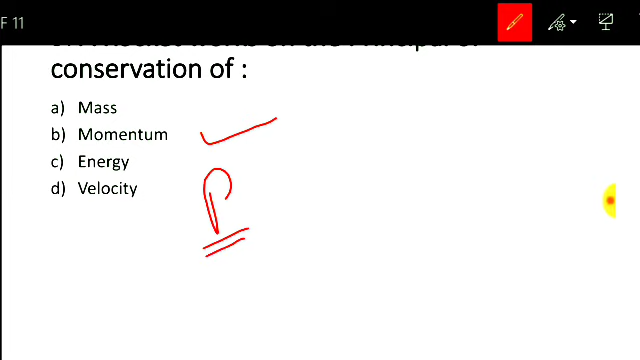 F 11
conservation of :
a) Mass
b) Momentum
c) Energy
d) Velocity
P